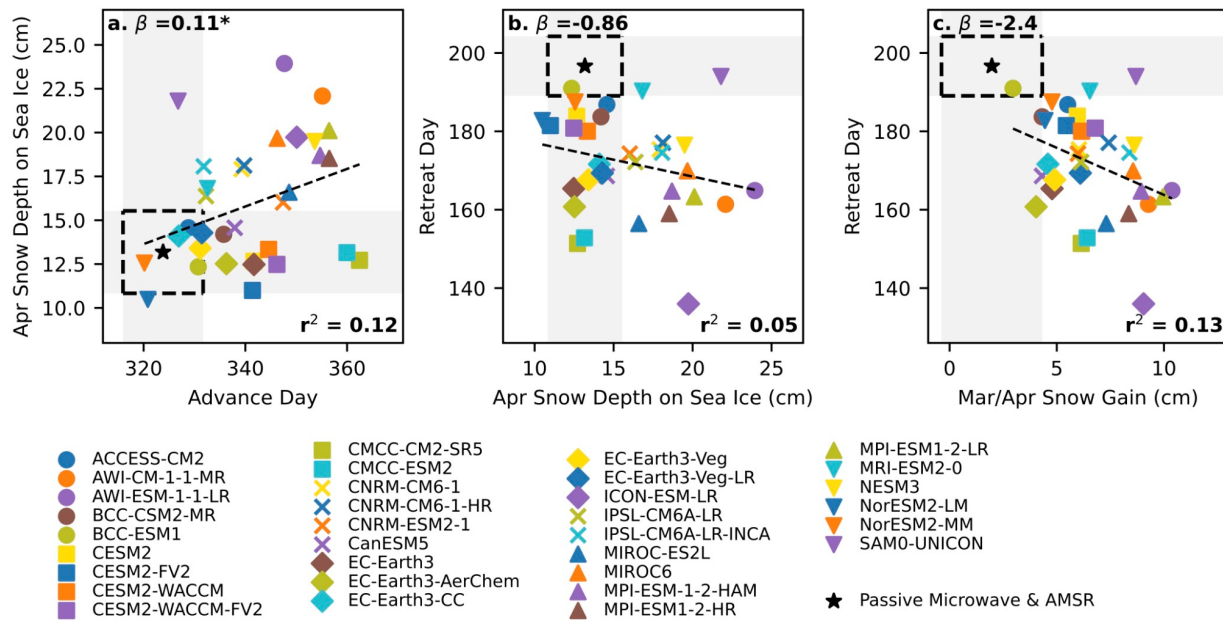 a. β =0.11*
Apr Snow Depth on Sea Ice (cm)
25.0
22.5
20.0
17.5
15.0
12.5
10.0
r² = 0.12
320
340
360
Advance Day
b. β =-0.86
Retreat Day
200
180
160
140
r² = 0.05
10
15
20
25
Apr Snow Depth on Sea Ice (cm)
c. β =-2.4
Retreat Day
200
180
160
140
r² = 0.13
0
5
10
Mar/Apr Snow Gain (cm)
ACCESS-CM2
AWI-CM-1-1-MR
AWI-ESM-1-1-LR
BCC-CSM2-MR
BCC-ESM1
CESM2
CESM2-FV2
CESM2-WACCM
CESM2-WACCM-FV2
CMCC-CM2-SR5
CMCC-ESM2
CNRM-CM6-1
CNRM-CM6-1-HR
CNRM-ESM2-1
CanESM5
EC-Earth3
EC-Earth3-AerChem
EC-Earth3-CC
EC-Earth3-Veg
EC-Earth3-Veg-LR
ICON-ESM-LR
IPSL-CM6A-LR
IPSL-CM6A-LR-INCA
MIROC-ES2L
MIROC6
MPI-ESM-1-2-HAM
MPI-ESM1-2-HR
MPI-ESM1-2-LR
MRI-ESM2-0
NESM3
NorESM2-LM
NorESM2-MM
SAM0-UNICON
Passive Microwave & AMSR